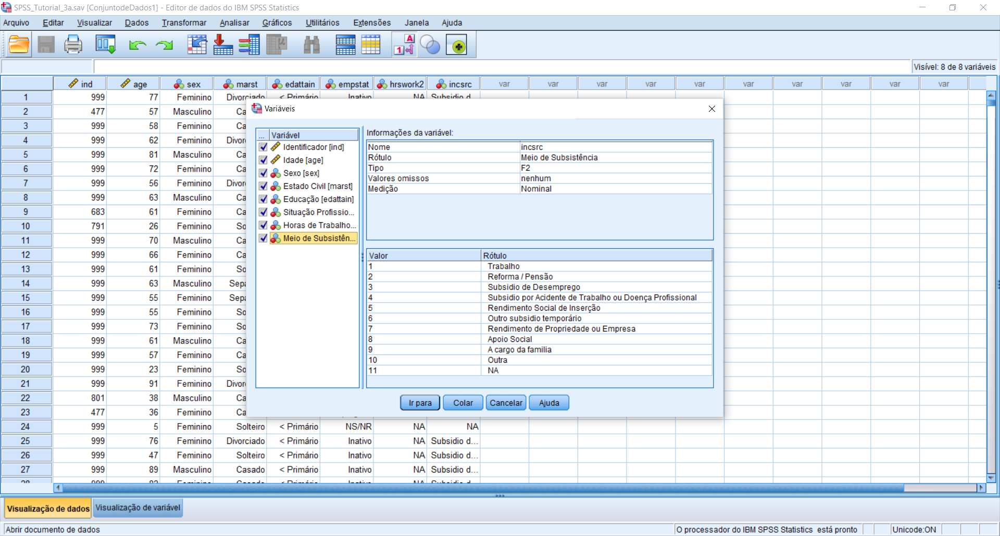 SPSS_Tutorial_3a.sav [ConjuntodeDados1] - Editor de dados do IBM SPSS Statistics
Arquivo Editar Visualizar Dados Transformar Analisar Gráficos Utilitários Extensões Janela Ajuda
Visível: 8 de 8 variáveis
ind age sex marst edattain empstat hrswork2 incsrc var var var var var var var var var var
1 999 77 Feminino Divorciado < Primário Inativo NA Subsidio d...
2 477 57 Masculino Ca
3 999 58 Feminino Ca
4 999 62 Feminino Divor
5 999 81 Masculino Ca
6 999 72 Feminino Ca
7 999 56 Feminino Divor
8 999 63 Masculino Ca
9 683 61 Feminino Ca
10 791 26 Feminino So
11 999 70 Masculino Ca
12 999 66 Feminino Ca
13 999 61 Feminino So
14 999 63 Masculino Sepa
15 999 55 Feminino Sepa
16 999 55 Feminino So
17 999 73 Feminino So
18 999 61 Masculino Ca
19 999 57 Feminino Ca
20 999 23 Feminino So
21 999 91 Feminino Divor
22 801 38 Masculino Ca
23 477 36 Feminino Ca
24 999 5 Feminino Solteiro < Primário NS/NR NA NA
25 999 76 Feminino Divorciado < Primário Inativo NA Subsidio d...
26 999 47 Feminino Solteiro < Primário Inativo NA Subsidio d...
27 999 89 Masculino Casado < Primário Inativo NA Subsidio d...
Variáveis
... Variável
Identificador [ind]
Idade [age]
Sexo [sex]
Estado Civil [marst]
Educação [edattain]
Situação Profissio...
Horas de Trabalho...
Meio de Subsistên...
Informações da variável:
Nome incsrc
Rótulo Meio de Subsistência
Tipo F2
Valores omissos nenhum
Medição Nominal
Valor Rótulo
1 Trabalho
2 Reforma / Pensão
3 Subsidio de Desemprego
4 Subsidio por Acidente de Trabalho ou Doença Profissional
5 Rendimento Social de Inserção
6 Outro subsidio temporário
7 Rendimento de Propriedade ou Empresa
8 Apoio Social
9 A cargo da familia
10 Outra
11 NA
Ir para Colar Cancelar Ajuda
Visualização de dados Visualização de variável
Abrir documento de dados O processador do IBM SPSS Statistics está pronto Unicode:ON